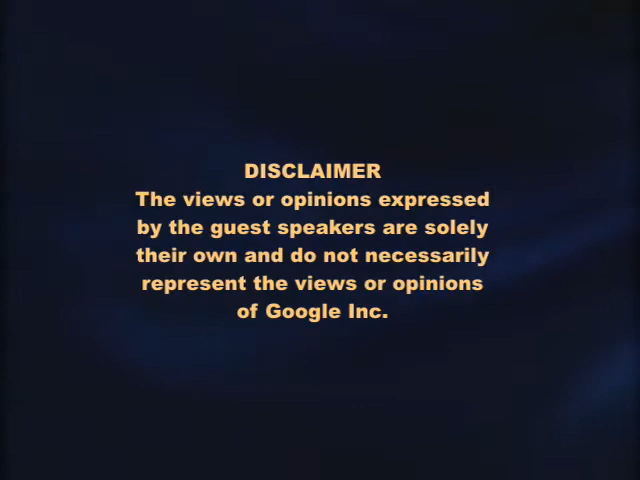 DISCLAIMER
The views or opinions expressed
by the guest speakers are solely
their own and do not necessarily
represent the views or opinions
of Google Inc.